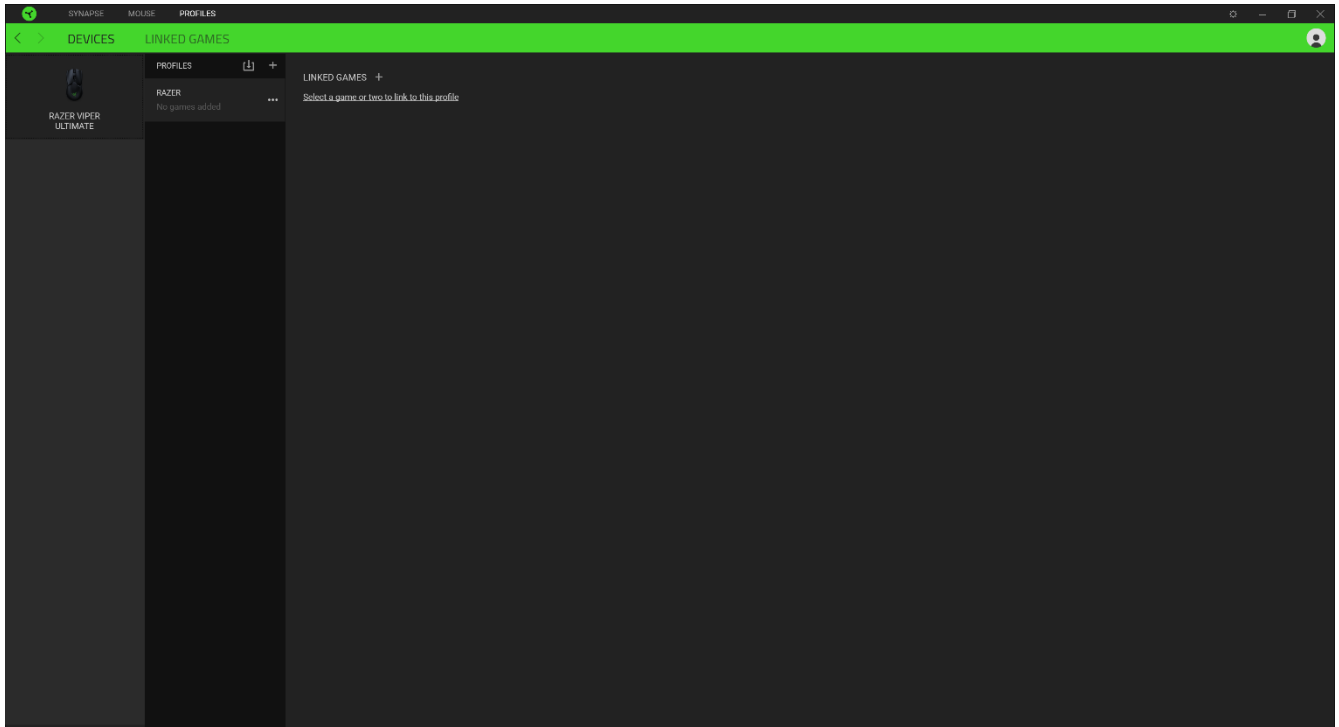 SYNAPSE MOUSE PROFILES
DEVICES LINKED GAMES
RAZER VIPER
ULTIMATE
PROFILES
RAZER
No games added
LINKED GAMES
Select a game or two to link to this profile